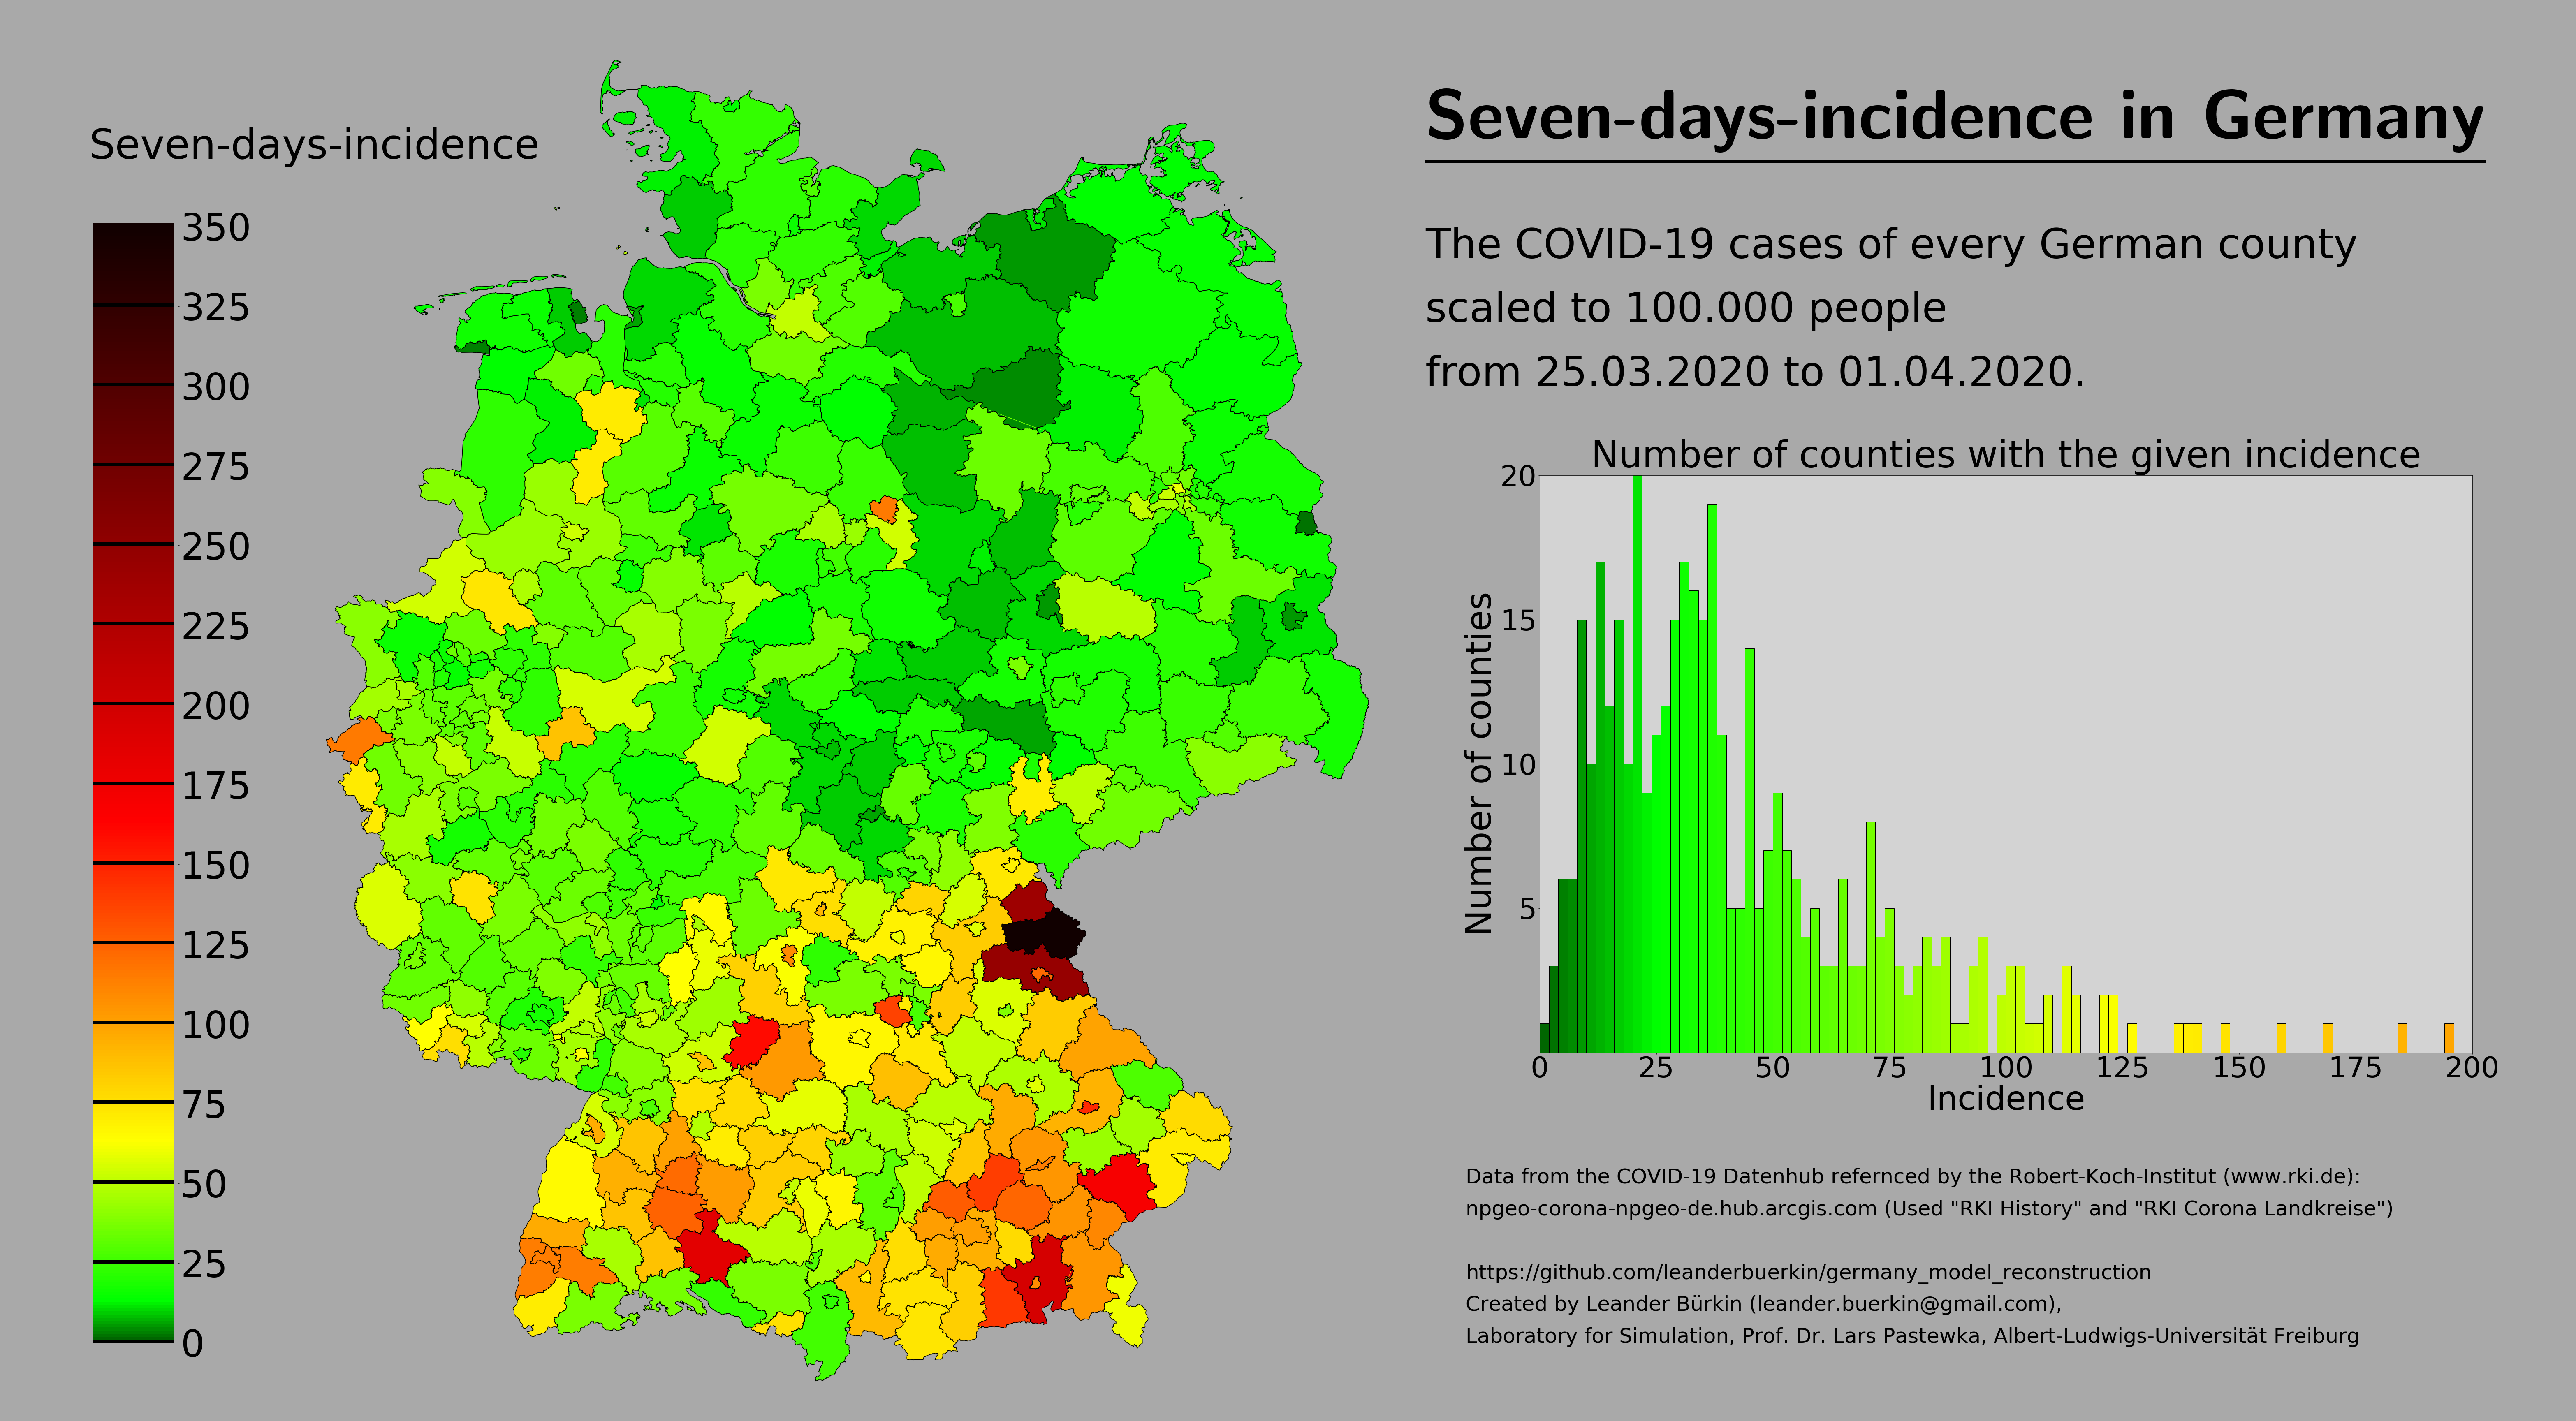 Seven-days-incidence
350
325
300
275
250
225
200
175
150
125
100
75
50
25
0
Seven-days-incidence in Germany
The COVID-19 cases of every German county
scaled to 100.000 people
from 25.03.2020 to 01.04.2020.
Number of counties with the given incidence
Number of counties
20
15
10
5
0 25 50 75 100 125 150 175 200
Incidence
Data from the COVID-19 Datenhub refernced by the Robert-Koch-Institut (www.rki.de):
npgeo-corona-npgeo-de.hub.arcgis.com (Used "RKI History" and "RKI Corona Landkreise")
https://github.com/leanderbuerkin/germany_model_reconstruction
Created by Leander Bürkin (leander.buerkin@gmail.com),
Laboratory for Simulation, Prof. Dr. Lars Pastewka, Albert-Ludwigs-Universität Freiburg